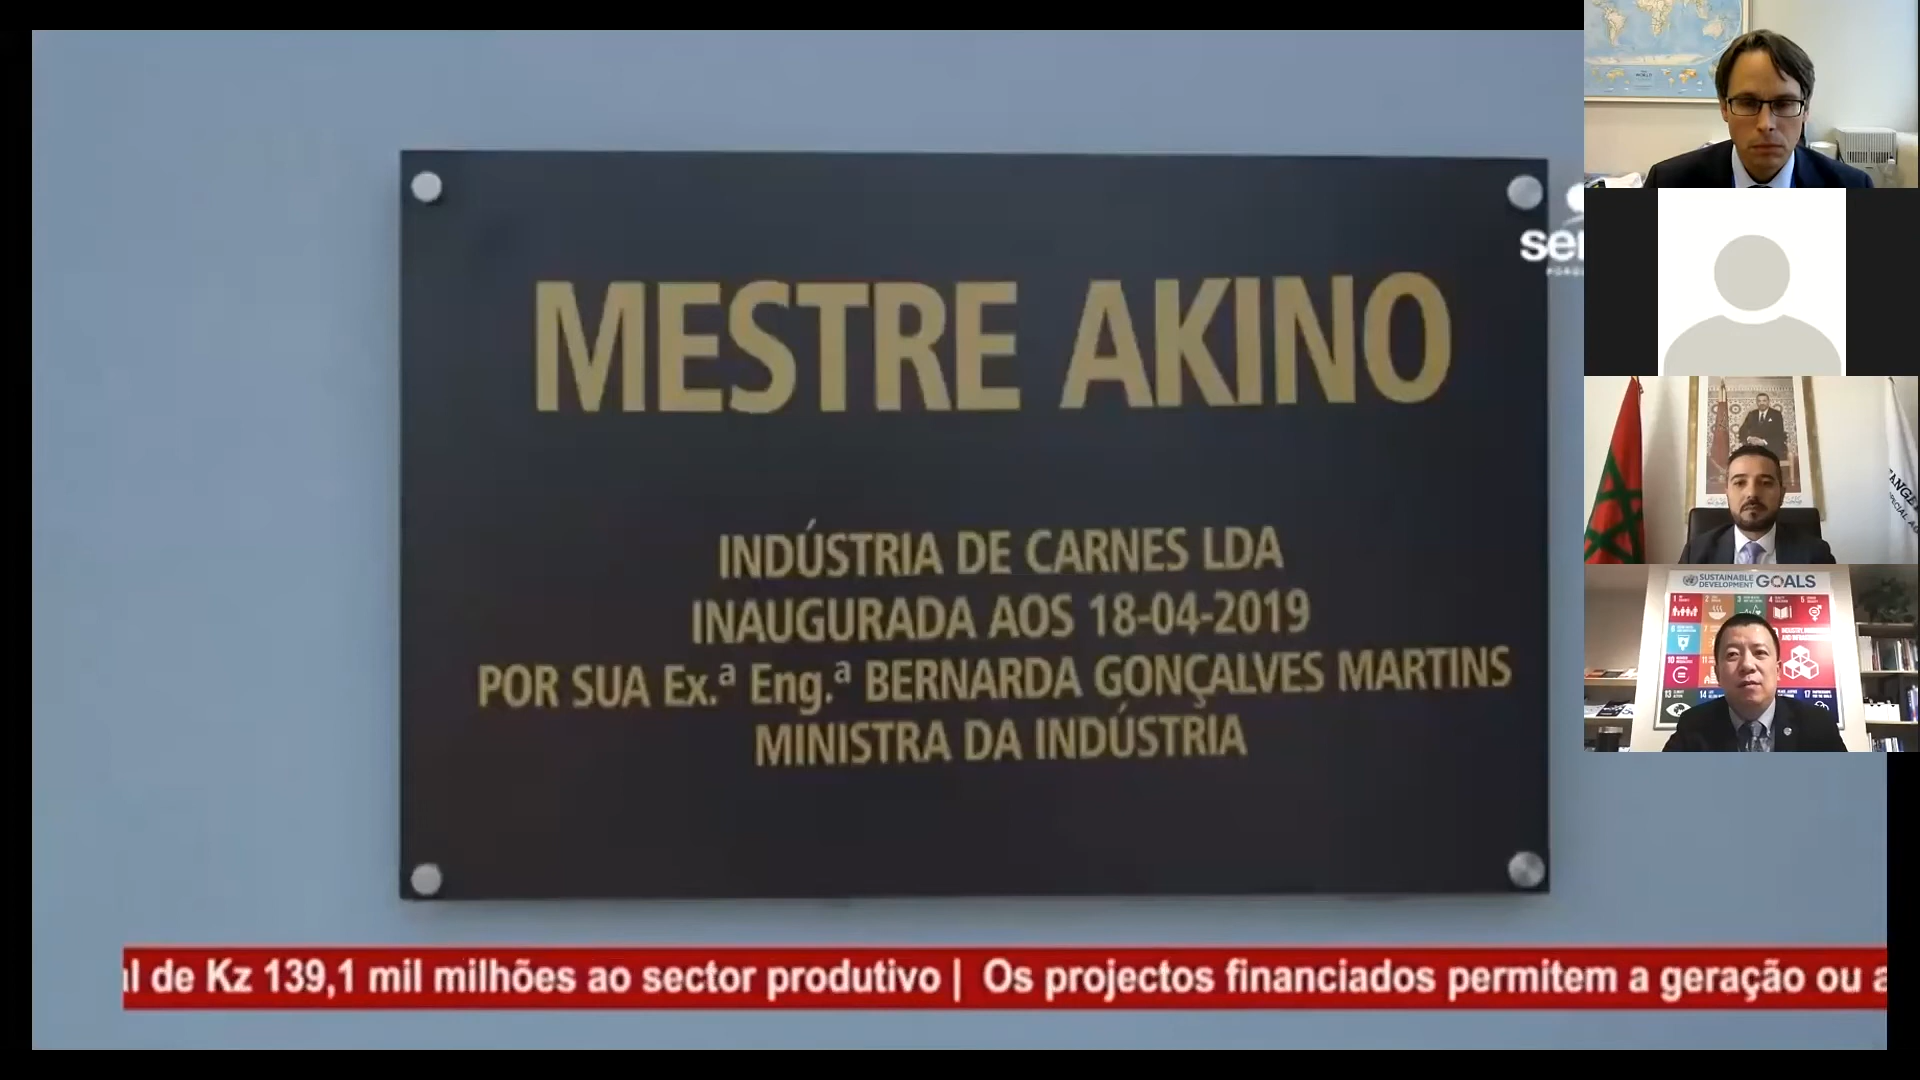 MESTRE AKINO
INDÚSTRIA DE CARNES LDA
INAUGURADA AOS 18-04-2019
POR SUA Ex.ª Eng.ª BERNARDA GONÇALVES MARTINS
MINISTRA DA INDÚSTRIA
de Kz 139,1 mil milhões ao sector produtivo | Os projectos financiados permitem a geração ou a
SUSTAINABLE
DEVELOPMENT GOALS